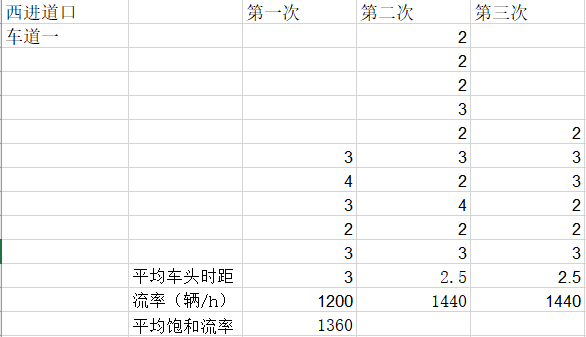 西进道口 第一次 第二次 第三次
车道一 2
2
2
3
2 2
3 3 3
4 2 3
3 4 2
2 2 2
3 3 3
平均车头时距 3 2.5 2.5
流率（辆/h） 1200 1440 1440
平均饱和流率 1360